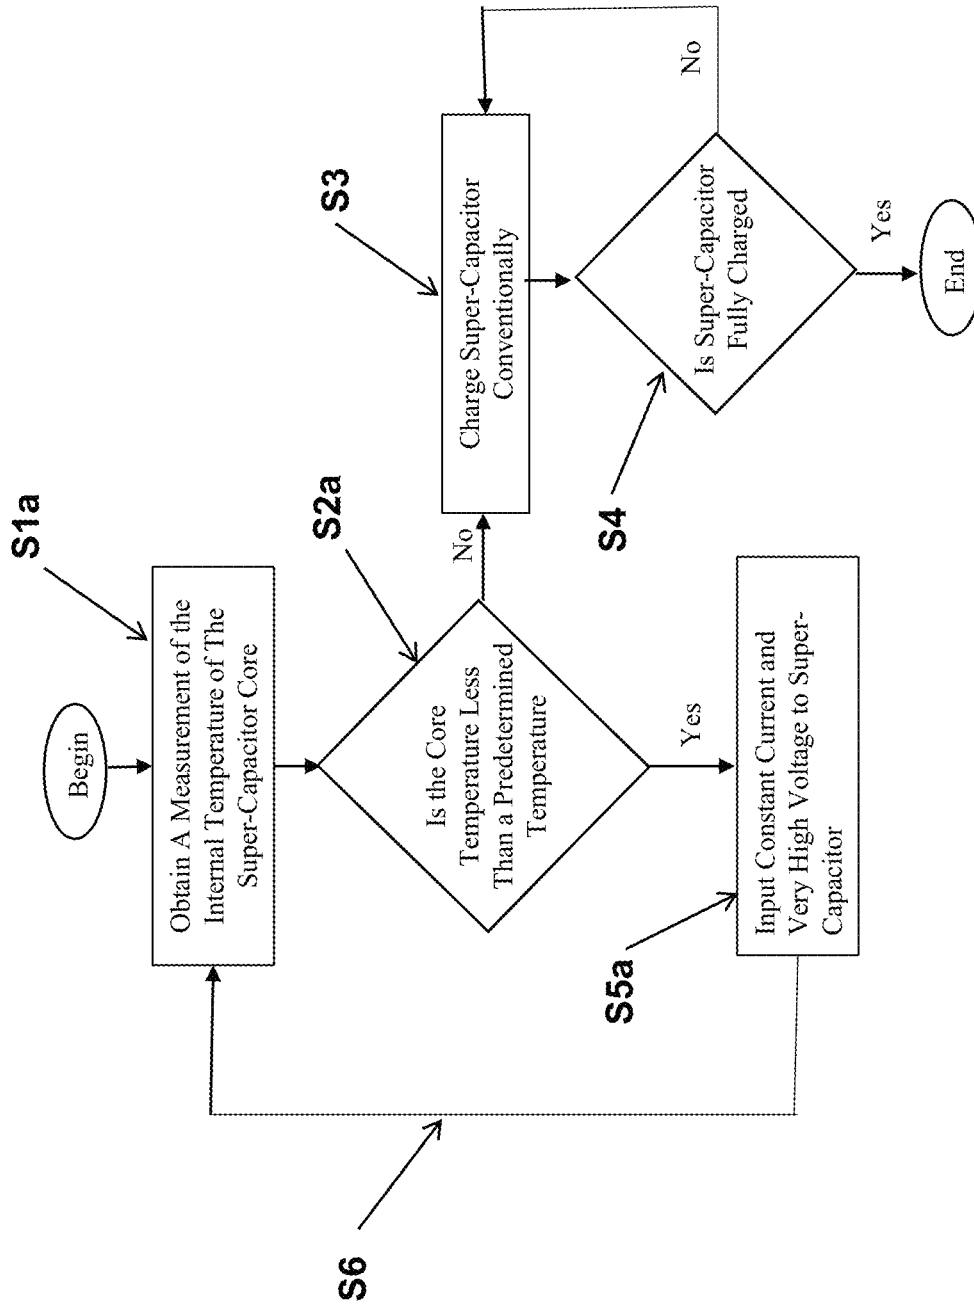 Begin
S1a
Obtain A Measurement of the
Internal Temperature of The
Super-Capacitor Core
S2a
Is the Core
Temperature Less
Than a Predetermined
Temperature
No
Yes
S3
Charge Super-Capacitor
Conventionally
S4
Is Super-Capacitor
Fully Charged
No
Yes
End
S5a
Input Constant Current and
Very High Voltage to Super-
Capacitor
S6